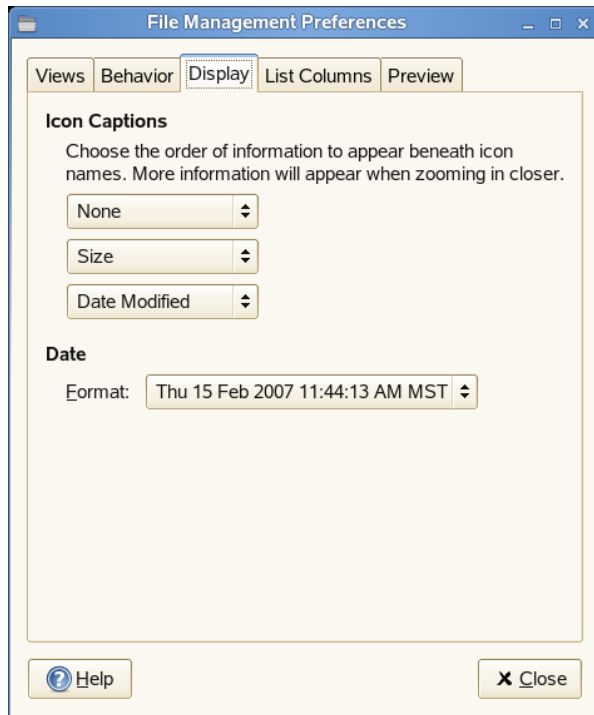 File Management Preferences
Views Behavior Display List Columns Preview
Icon Captions
Choose the order of information to appear beneath icon
names. More information will appear when zooming in closer.
None
Size
Date Modified
Date
Format: Thu 15 Feb 2007 11:44:13 AM MST
Help Close